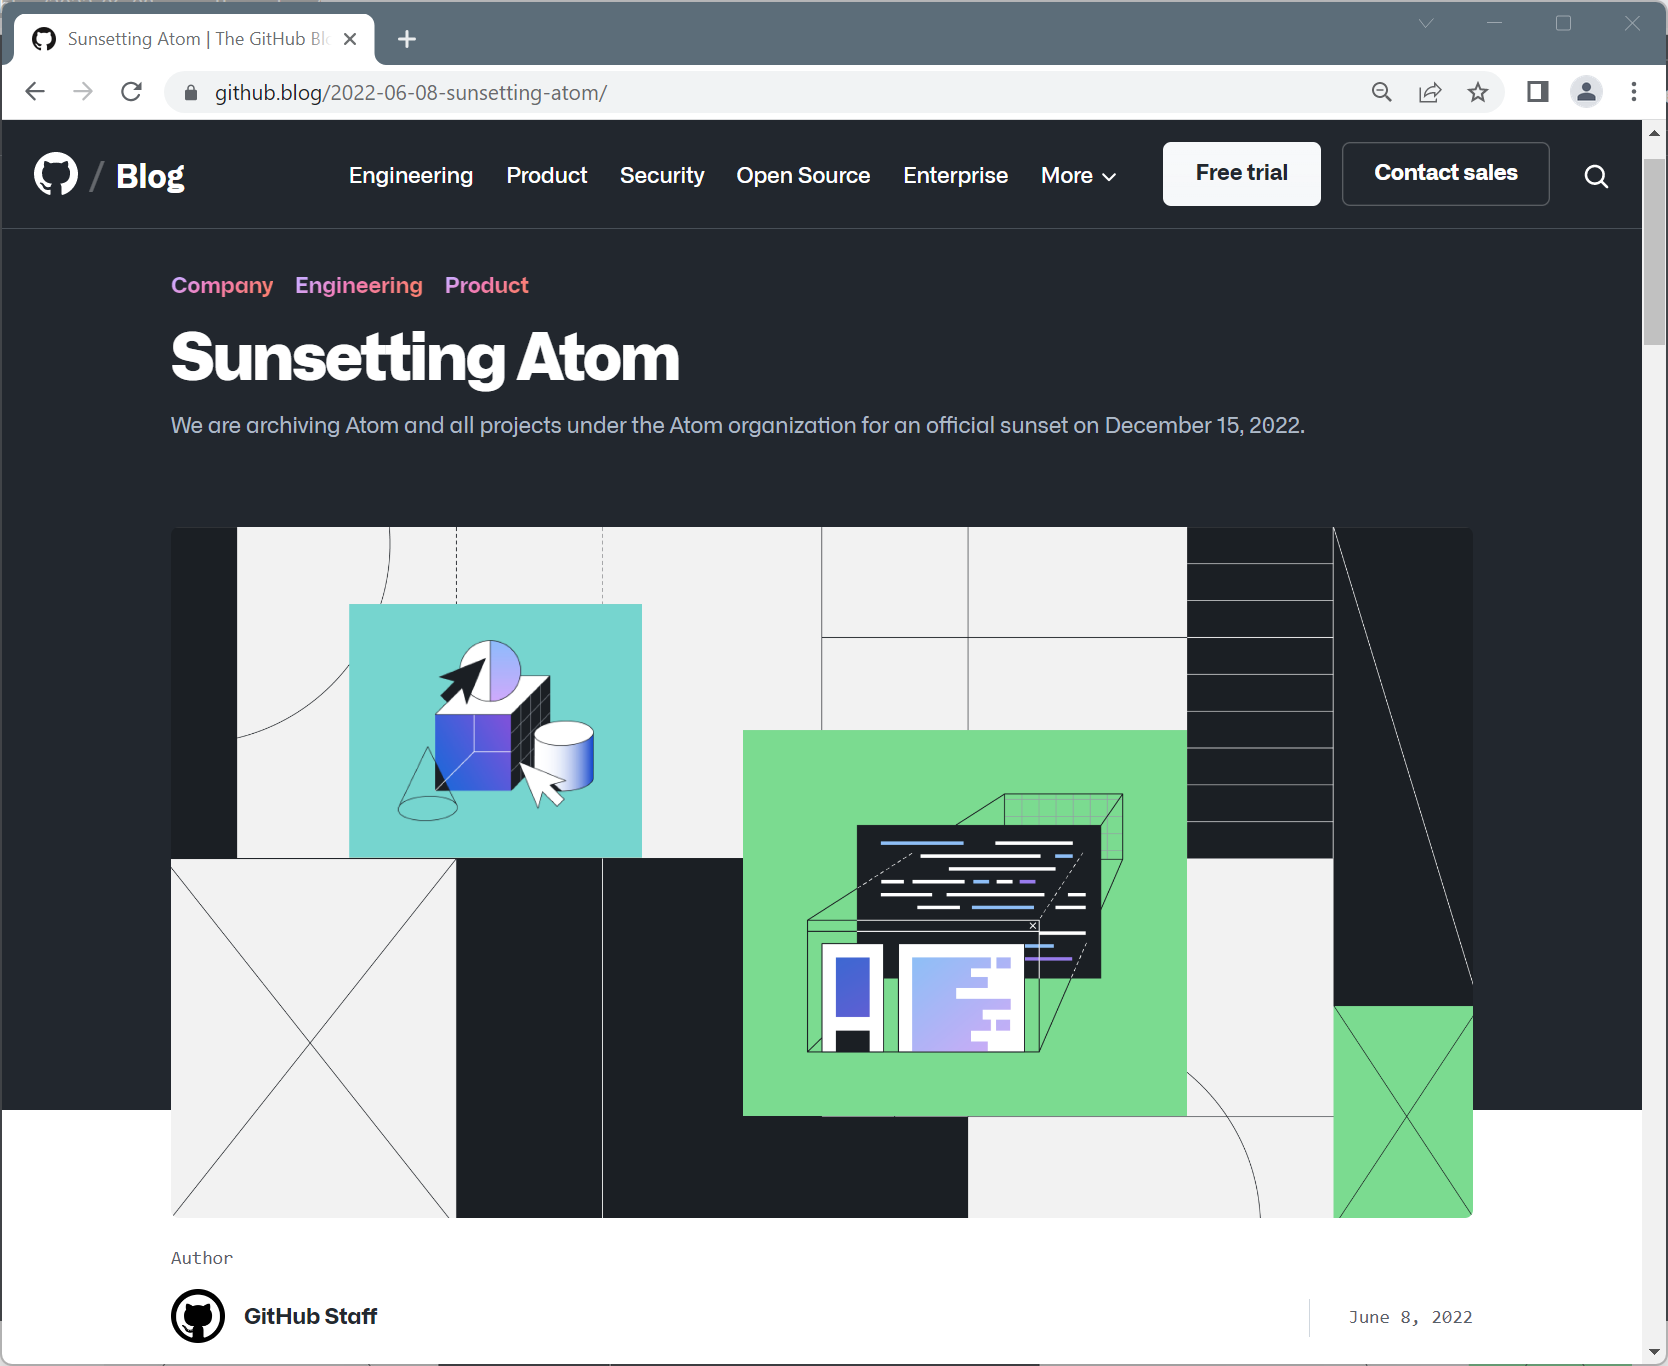 Sunsetting Atom | The GitHub Bl
github.blog/2022-06-08-sunsetting-atom/
/ Blog
Engineering Product Security Open Source Enterprise More Free trial Contact sales
Company Engineering Product
Sunsetting Atom
We are archiving Atom and all projects under the Atom organization for an official sunset on December 15, 2022.
Author
GitHub Staff
June 8, 2022